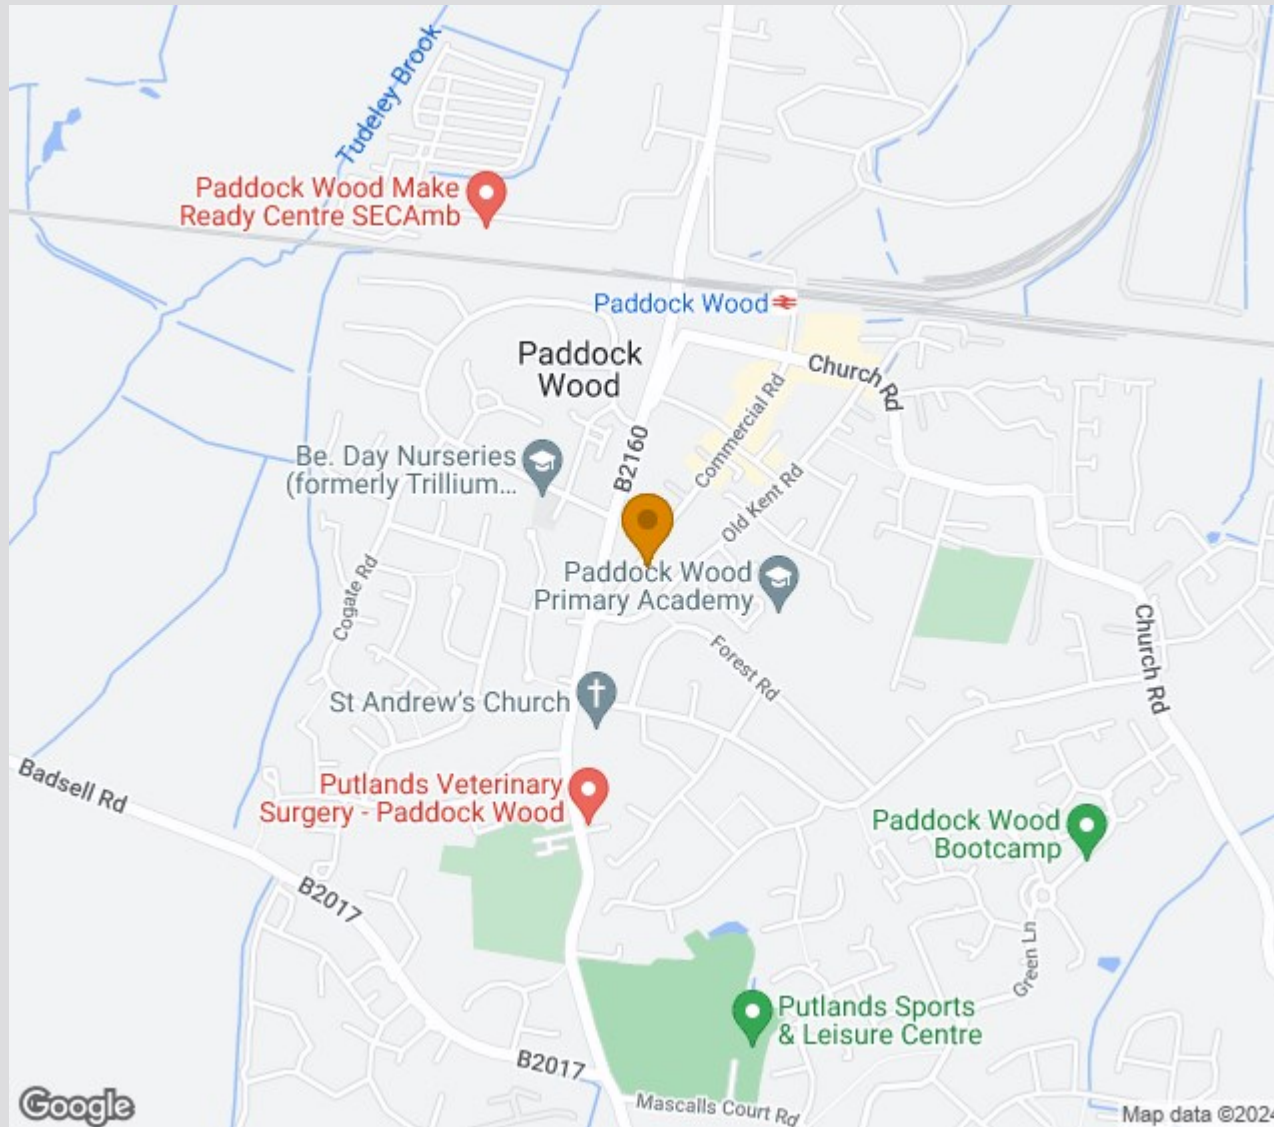 Tudeley Brook
Paddock Wood Make
Ready Centre SECAmb
Paddock Wood
Paddock
Wood
Church Rd
Commercial Rd
B2160
Be. Day Nurseries
(formerly Trillium...
Old Kent Rd
Cogate Rd
Paddock Wood
Primary Academy
Church Rd
Forest Rd
St Andrew's Church
Badsell Rd
Putlands Veterinary
Surgery - Paddock Wood
Paddock Wood
Bootcamp
B2017
Green Ln
Putlands Sports
& Leisure Centre
B2017
Mascalls Court Rd
Google
Map data ©2024